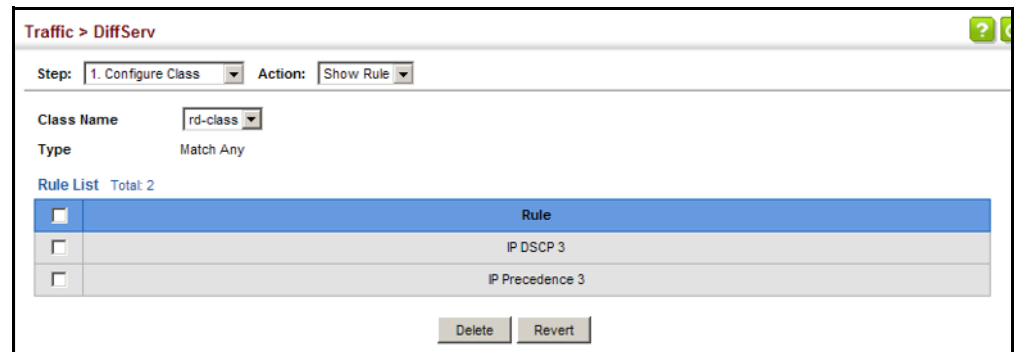 Traffic > DiffServ
?
Step: 1. Configure Class Action: Show Rule
Class Name rd-class
Type Match Any
Rule List Total: 2
Rule
IP DSCP 3
IP Precedence 3
Delete Revert